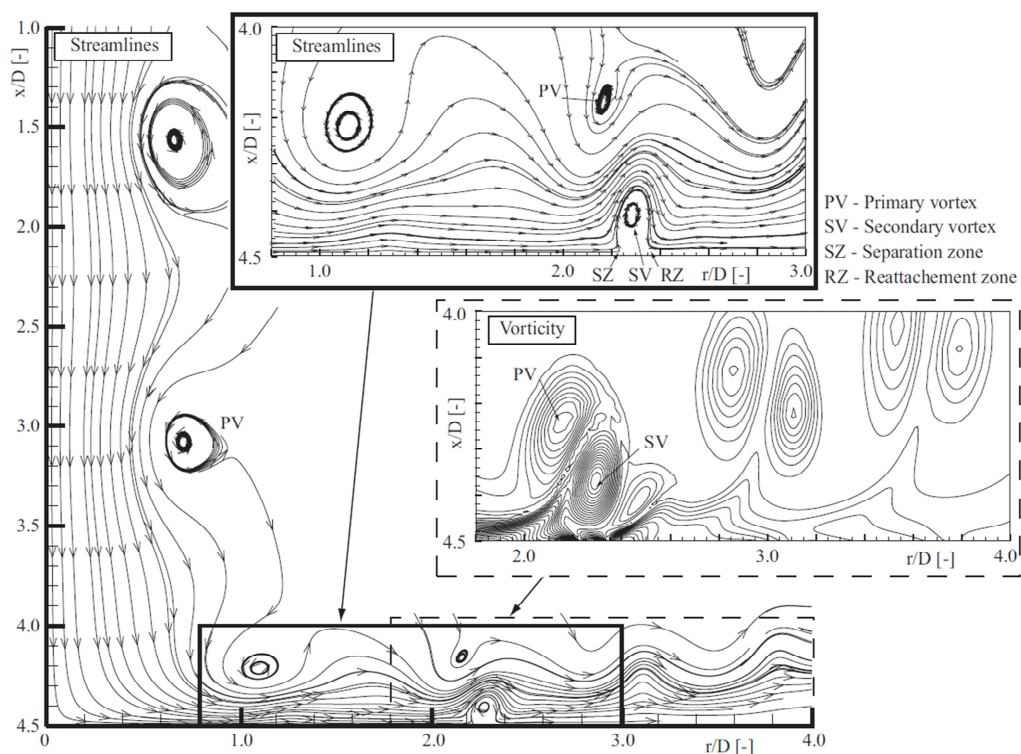 1.0
x/D [-]
Streamlines
1.5
2.0
2.5
3.0
PV
3.5
4.0
4.5
0
1.0
2.0
3.0
r/D [-]
4.0
4.0
Streamlines
x/D [-]
PV
4.5
1.0
2.0
SZ SV RZ
r/D [-]
3.0
PV - Primary vortex
SV - Secondary vortex
SZ - Separation zone
RZ - Reattachement zone
4.0
Vorticity
x/D [-]
PV
SV
4.5
2.0
3.0
r/D [-]
4.0